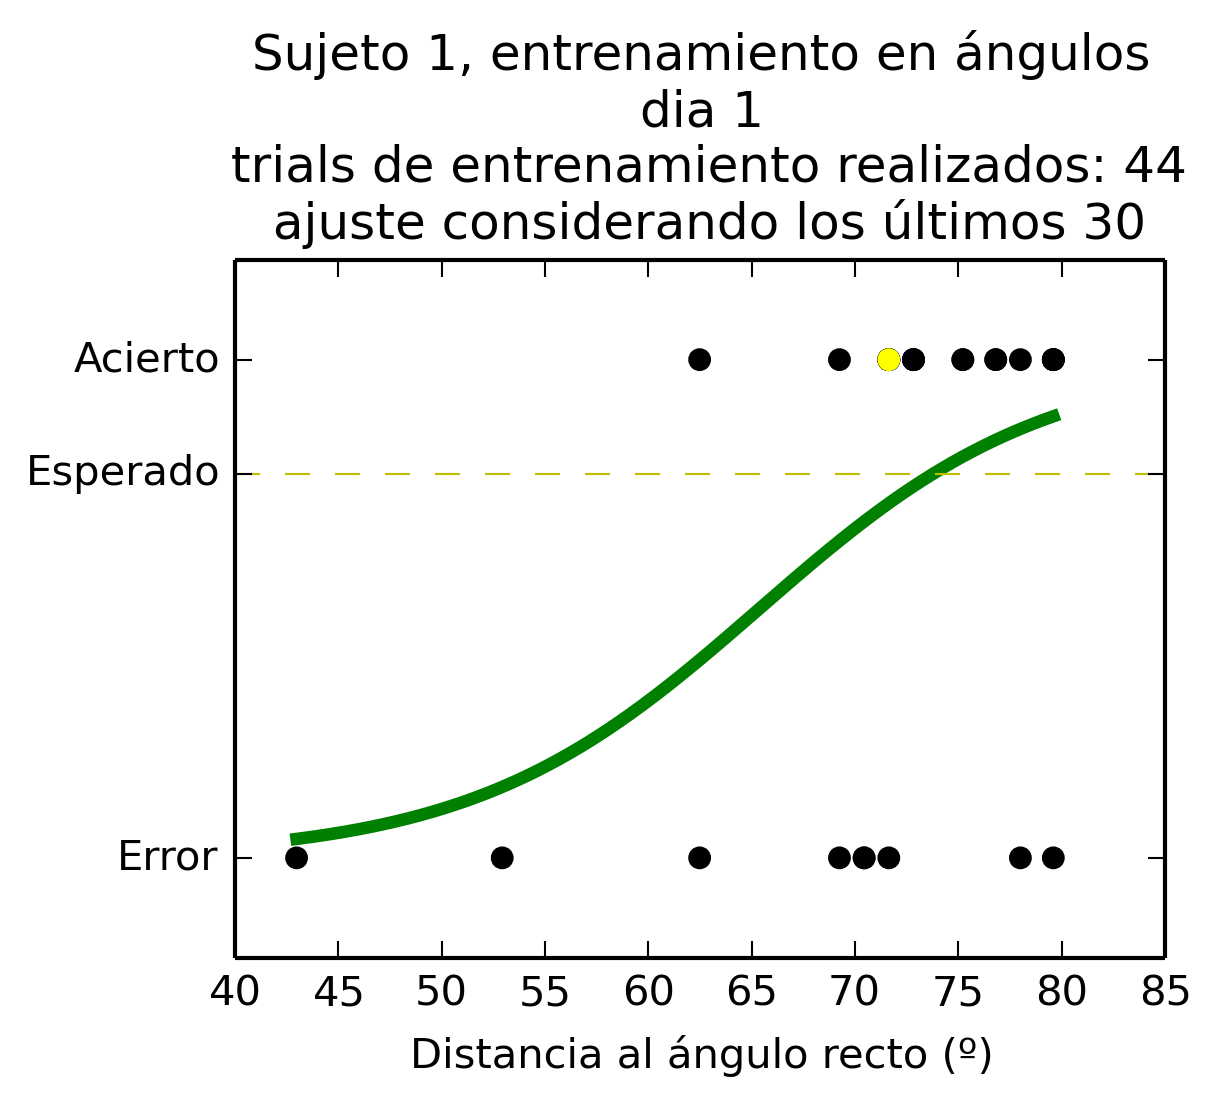 Sujeto 1, entrenamiento en ángulos
dia 1
trials de entrenamiento realizados: 44
ajuste considerando los últimos 30
Acierto
Esperado
Error
40 45 50 55 60 65 70 75 80 85
Distancia al ángulo recto (º)